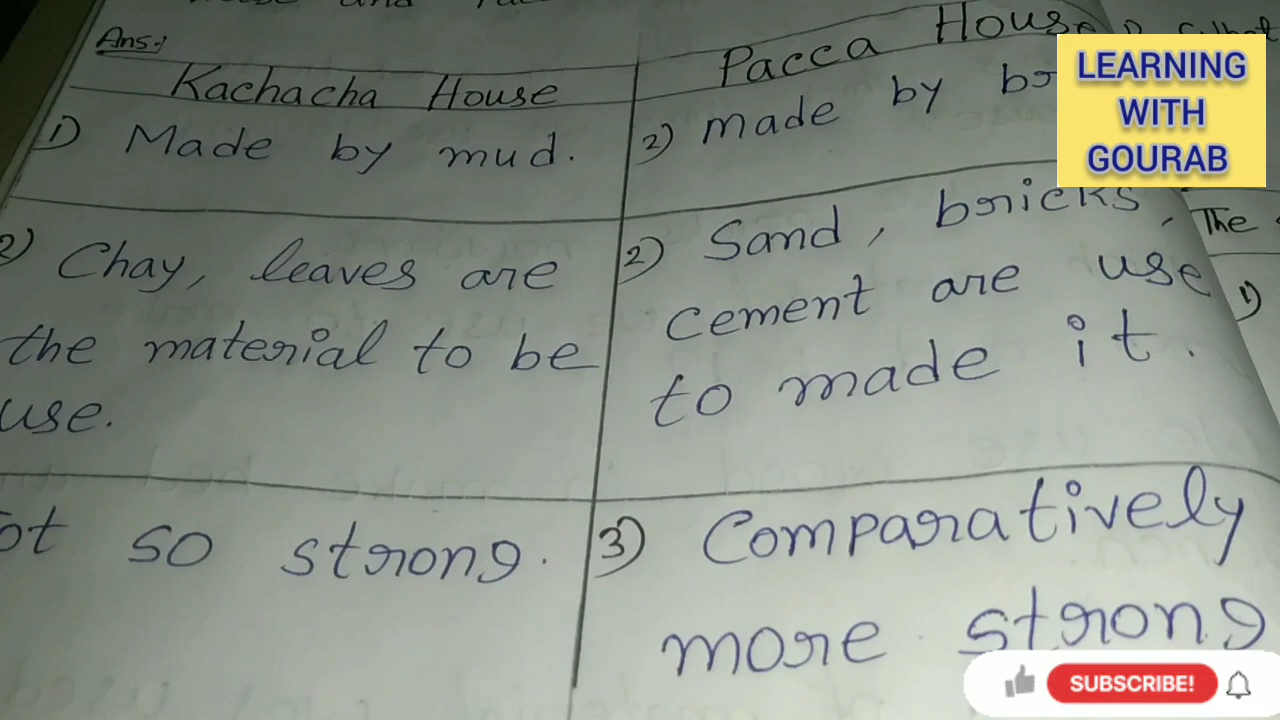 Ans:
Kachacha House
Pacca House
1) Made by mud.
2) made by
2) Chay, leaves are
the material to be
use.
2) Sand, bricks,
cement are use
to made it.
so strong.
3) Comparatively
more strong
The
1)
LEARNING
WITH
GOURAB
SUBSCRIBE!